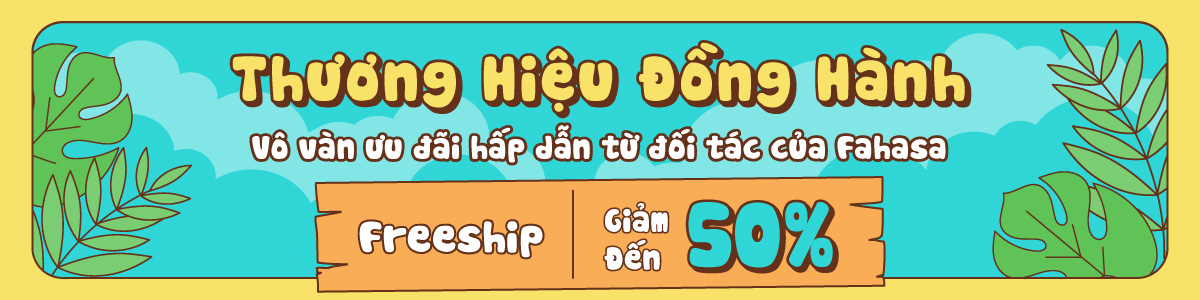 Thương Hiệu Đồng Hành
Vô vàn ưu đãi hấp dẫn từ đối tác của Fahasa
Freeship
Giảm Đến 50%